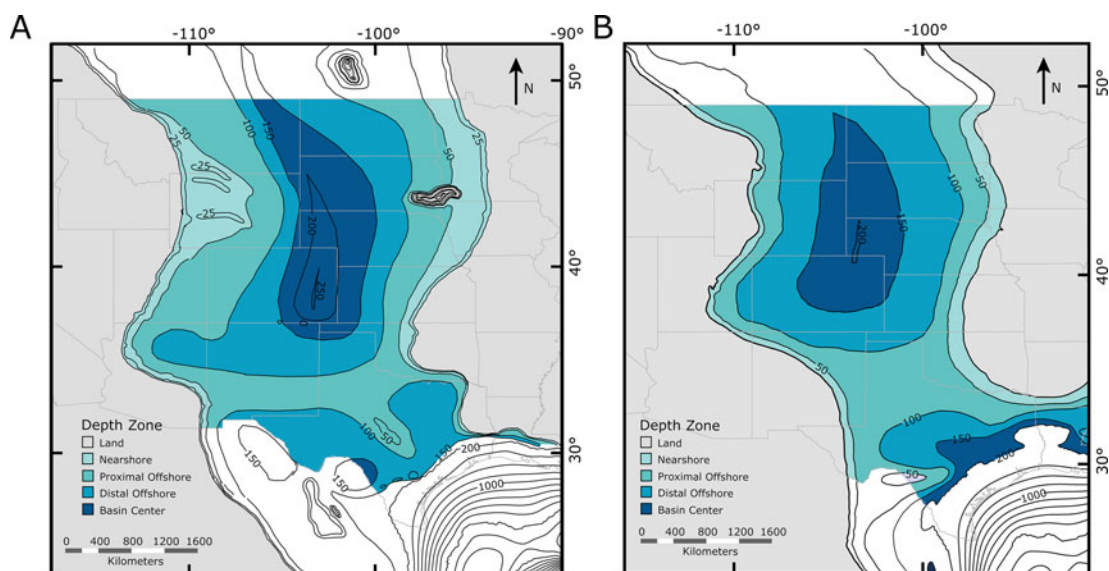 A
-110°
-100°
-90°
50°
40°
30°
N
50
25
100
150
50
25
25
25
200
250
100
50
150
150
150
200
1000
Depth Zone
Land
Nearshore
Proximal Offshore
Distal Offshore
Basin Center
0 400 800 1200 1600
Kilometers
B
-110°
-100°
50°
40°
30°
N
100
50
150
200
50
100
150
200
50
1000
Depth Zone
Land
Nearshore
Proximal Offshore
Distal Offshore
Basin Center
0 400 800 1200 1600
Kilometers